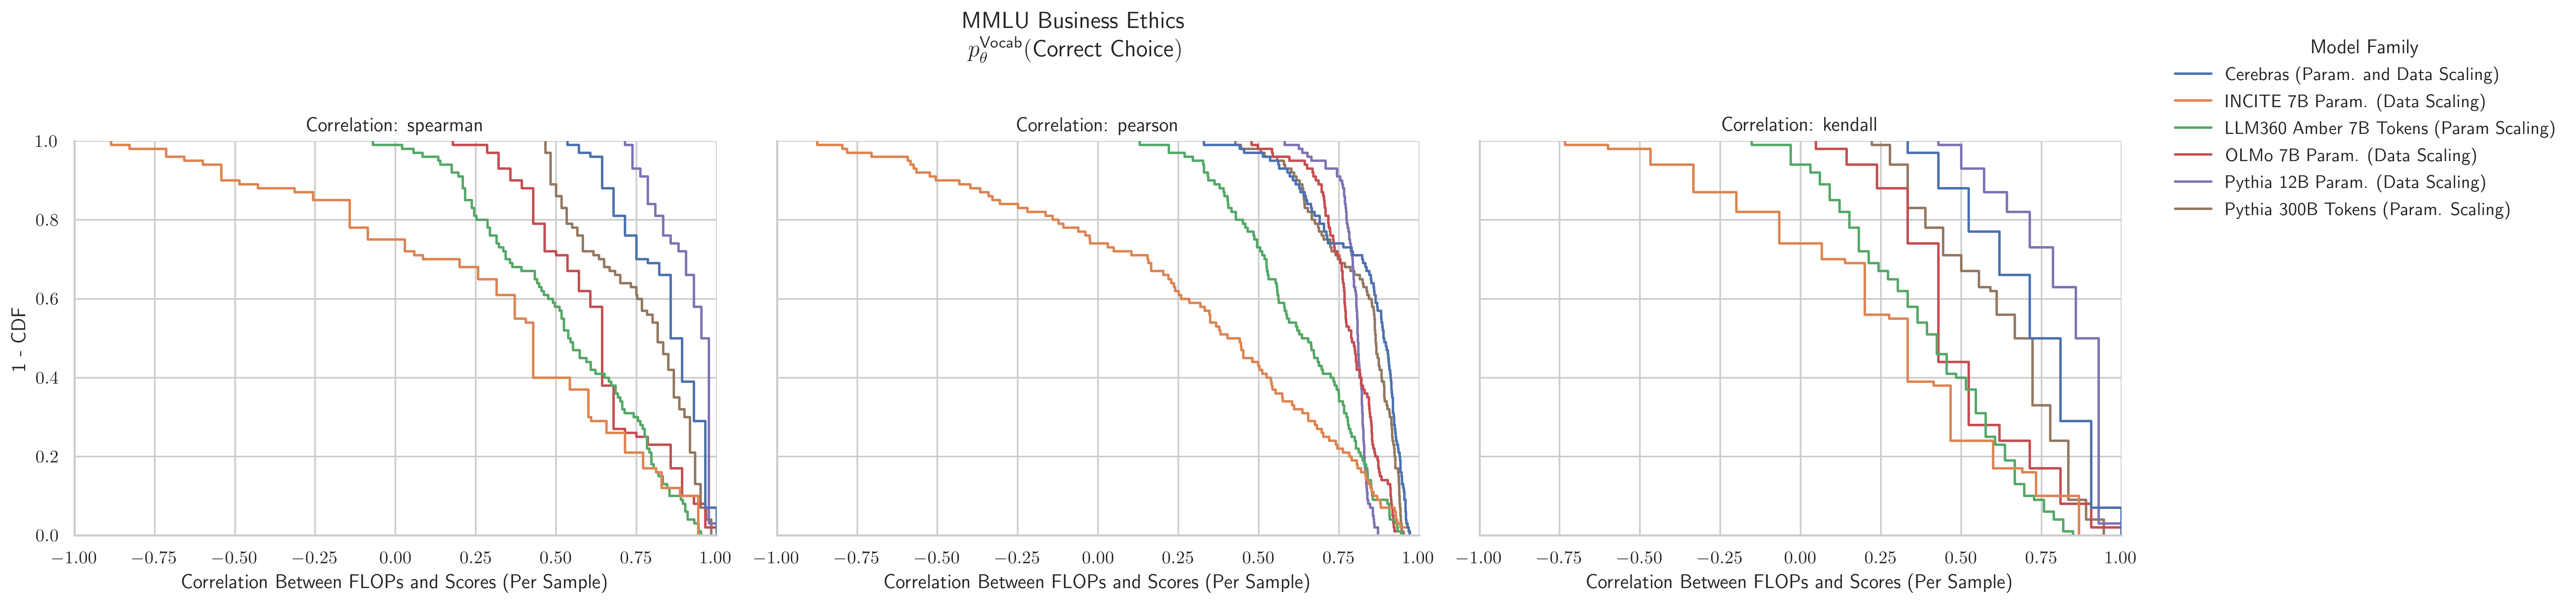 MMLU Business Ethics
p_θ^Vocab(Correct Choice)
Model Family
Cerebras (Param. and Data Scaling)
INCITE 7B Param. (Data Scaling)
LLM360 Amber 7B Tokens (Param Scaling)
OLMo 7B Param. (Data Scaling)
Pythia 12B Param. (Data Scaling)
Pythia 300B Tokens (Param. Scaling)
Correlation: spearman
1 - CDF
1.0
0.8
0.6
0.4
0.2
0.0
−1.00 −0.75 −0.50 −0.25 0.00 0.25 0.50 0.75 1.00
Correlation Between FLOPs and Scores (Per Sample)
Correlation: pearson
−1.00 −0.75 −0.50 −0.25 0.00 0.25 0.50 0.75 1.00
Correlation Between FLOPs and Scores (Per Sample)
Correlation: kendall
−1.00 −0.75 −0.50 −0.25 0.00 0.25 0.50 0.75 1.00
Correlation Between FLOPs and Scores (Per Sample)